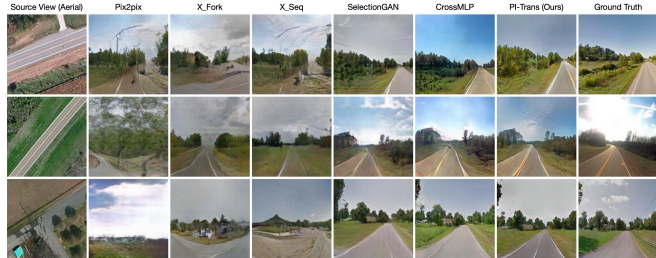 Source View (Aerial) Pix2pix X_Fork X_Seq SelectionGAN CrossMLP PI-Trans (Ours) Ground Truth